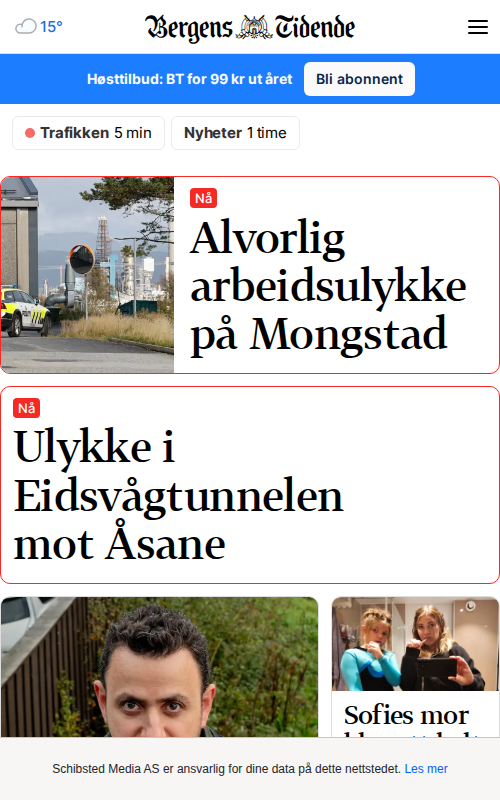 15°
Bergens Tidende
Høsttilbud: BT for 99 kr ut året
Bli abonnent
Trafikken 5 min
Nyheter 1 time
Nå
Alvorlig
arbeidsulykke
på Mongstad
Nå
Ulykke i
Eidsvågtunnelen
mot Åsane
Sofies mor
Schibsted Media AS er ansvarlig for dine data på dette nettstedet. Les mer